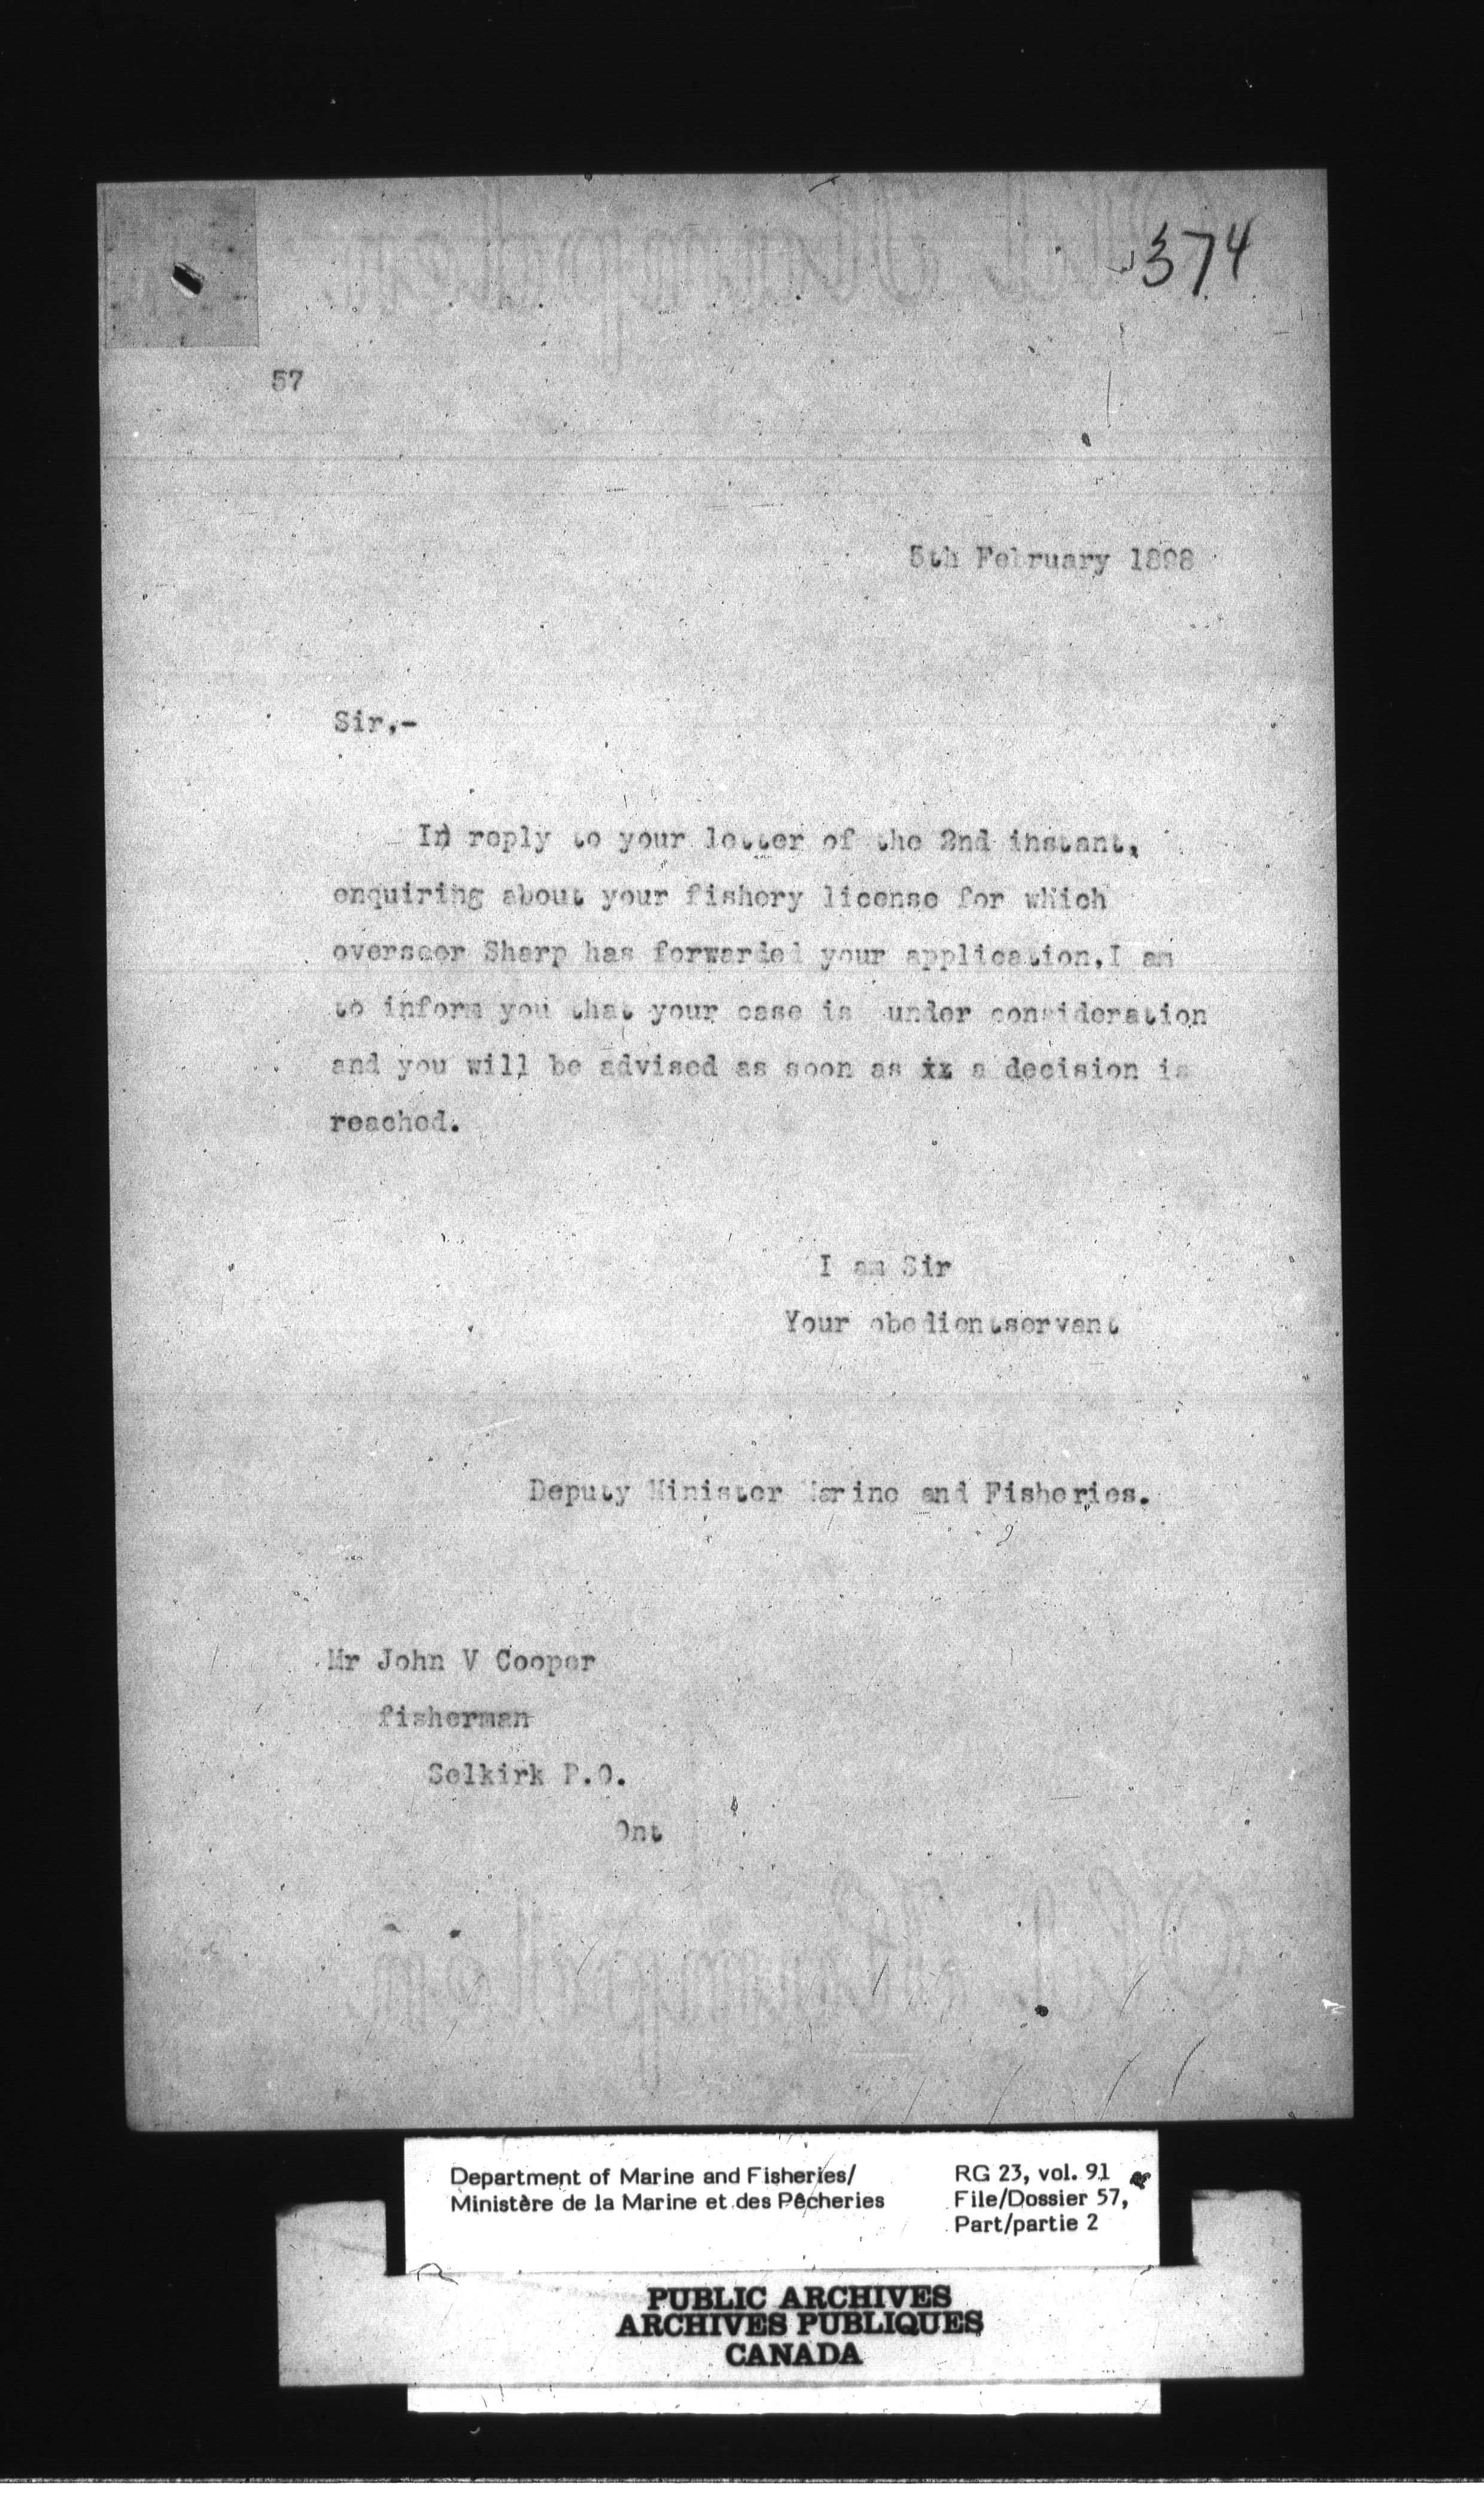 374
57
5th February 1898
Sir,-
In reply to your letter of the 2nd instant,
enquiring about your fishery license for which
overseer Sharp has forwarded your application, I am
to inform you that your case is under consideration
and you will be advised as soon as ix a decision is
reached.
I am Sir
Your obedientservant
Deputy Minister Marine and Fisheries.
Mr John V Cooper
fisherman
Selkirk P.O.
Ont
Department of Marine and Fisheries/
Ministère de la Marine et des Pêcheries
RG 23, vol. 91
File/Dossier 57,
Part/partie 2
PUBLIC ARCHIVES
ARCHIVES PUBLIQUES
CANADA